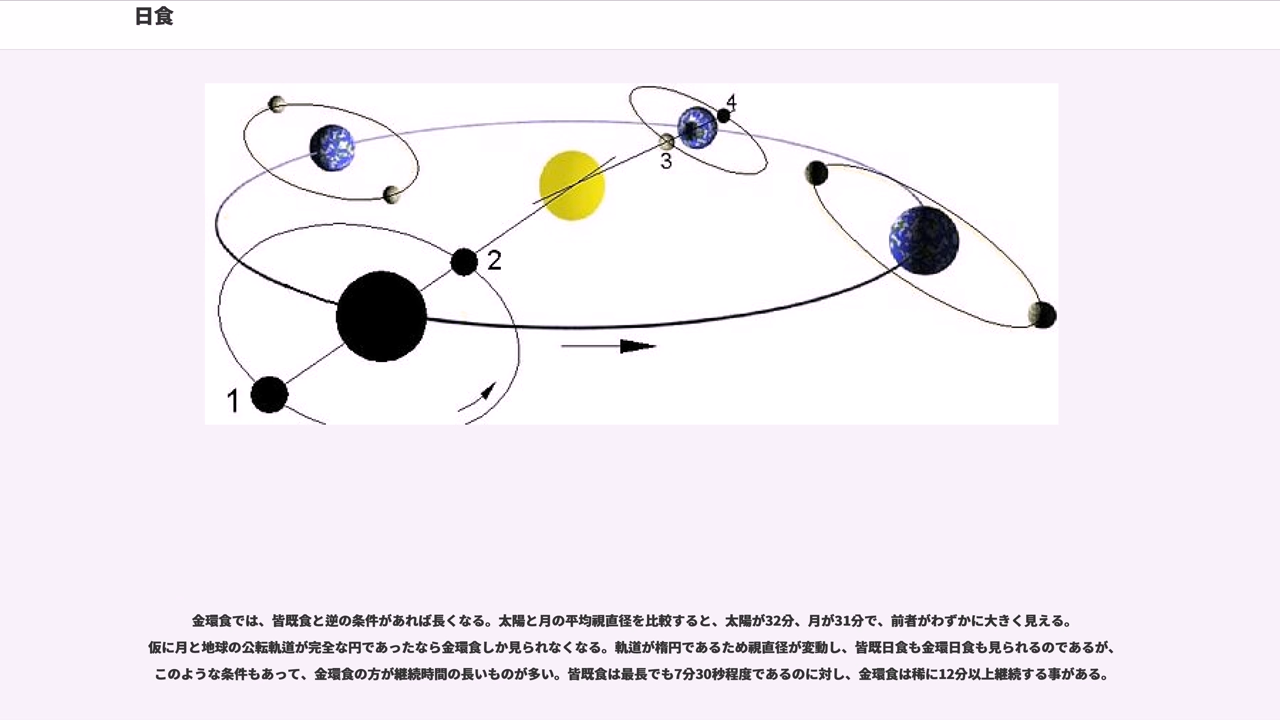 日食
4
3
2
1
金環食では、皆既食と逆の条件があれば長くなる。太陽と月の平均視直径を比較すると、太陽が32分、月が31分で、前者がわずかに大きく見える。
仮に月と地球の公転軌道が完全な円であったなら金環食しか見られなくなる。軌道が楕円であるため視直径が変動し、皆既日食も金環日食も見られるのであるが、
このような条件もあって、金環食の方が継続時間の長いものが多い。皆既食は最長でも7分30秒程度であるのに対し、金環食は稀に12分以上継続する事がある。